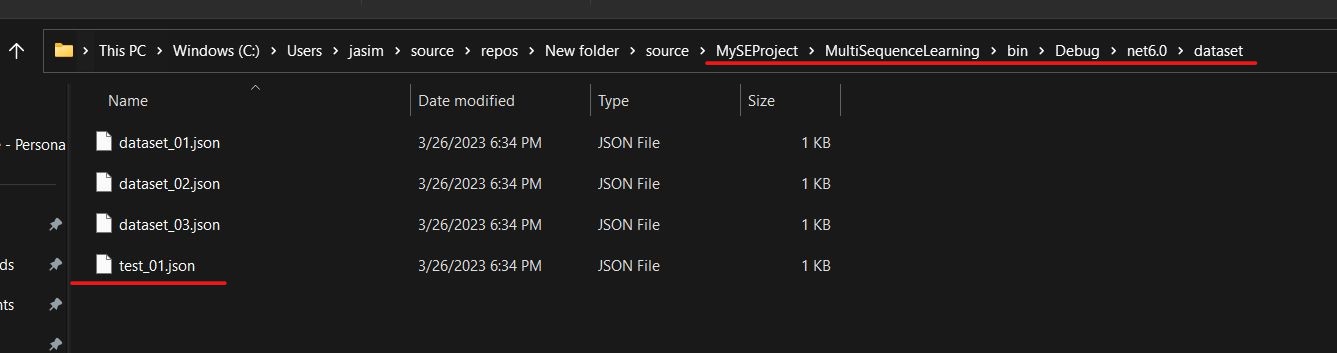 This PC > Windows (C:) > Users > jasim > source > repos > New folder > source > MySEProject > MultiSequenceLearning > bin > Debug > net6.0 > dataset
Name Date modified Type Size
dataset_01.json 3/26/2023 6:34 PM JSON File 1 KB
- Persona
dataset_02.json 3/26/2023 6:34 PM JSON File 1 KB
dataset_03.json 3/26/2023 6:34 PM JSON File 1 KB
ds
test_01.json 3/26/2023 6:34 PM JSON File 1 KB
nts